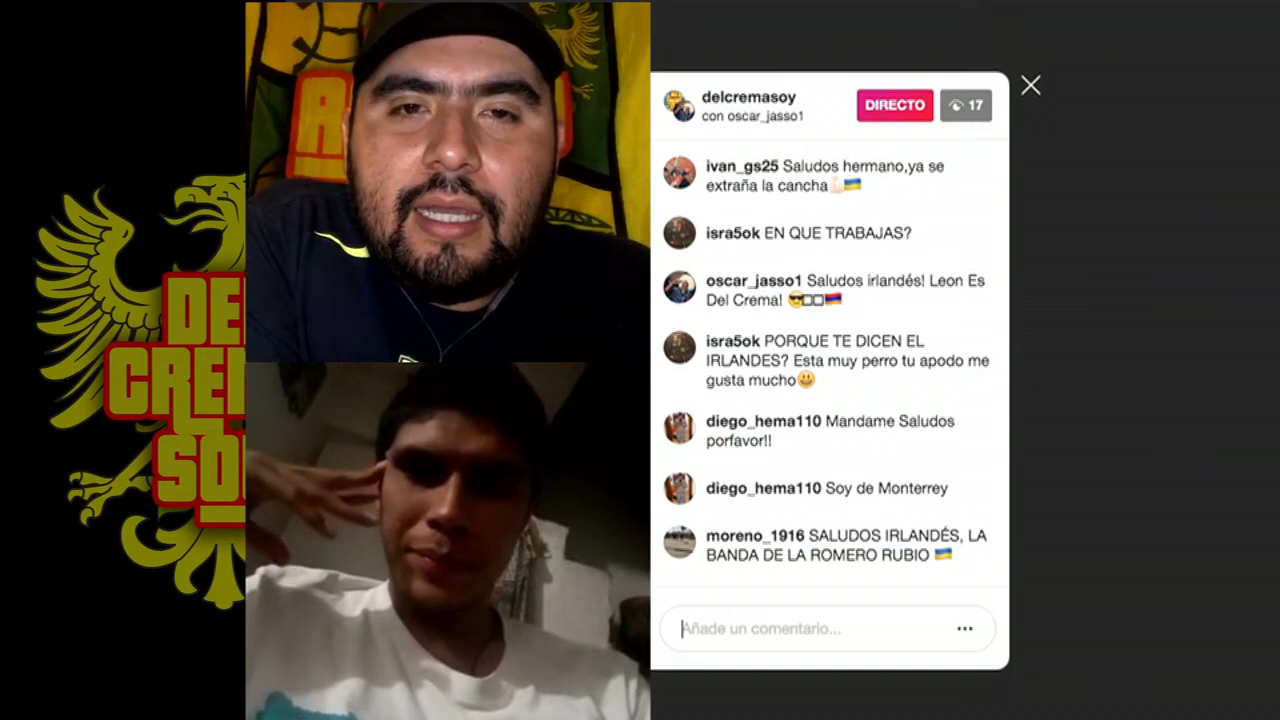 DE
CRE
SO
A
delcremasoy
con oscar_jasso1
DIRECTO
17
ivan_gs25 Saludos hermano,ya se
extraña la cancha💪🏻🇺🇦
isra5ok EN QUE TRABAJAS?
oscar_jasso1 Saludos irlandés! Leon Es
Del Crema! 😎🇦🇲
isra5ok PORQUE TE DICEN EL
IRLANDES? Esta muy perro tu apodo me
gusta mucho😃
diego_hema110 Mandame Saludos
porfavor!!
diego_hema110 Soy de Monterrey
moreno_1916 SALUDOS IRLANDÉS, LA
BANDA DE LA ROMERO RUBIO 🇺🇦
Añade un comentario...